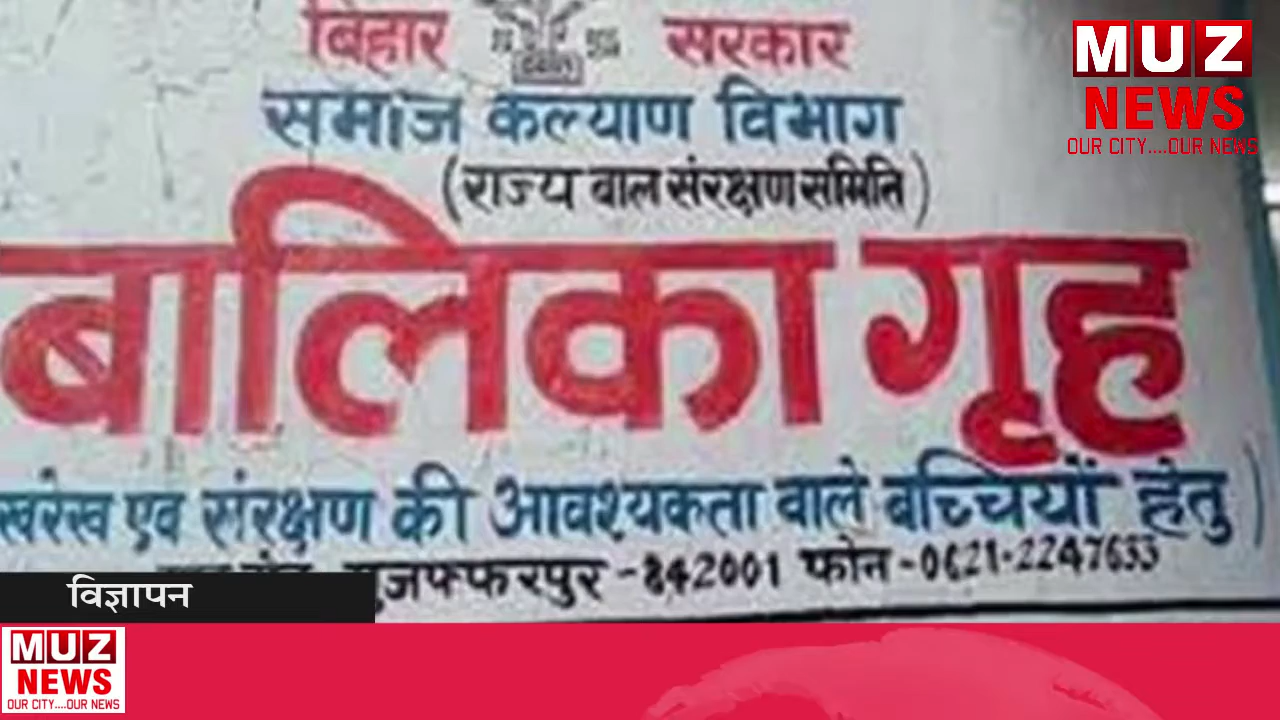 बिहार सरकार
समाज कल्याण विभाग
(राज्य बाल संरक्षण समिति)
बालिका गृह
खरेख एवं संरक्षण की आवश्यकता वाले बच्चियों हेतु)
मुजफ्फरपुर - 842001 फोन - 0621-2247633
MUZ
NEWS
OUR CITY....OUR NEWS
विज्ञापन
MUZ
NEWS
OUR CITY....OUR NEWS